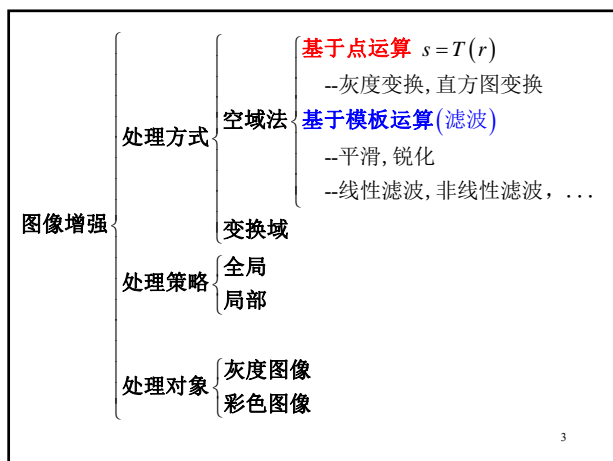 基于点运算 s = T(r)
--灰度变换,直方图变换
空域法
基于模板运算(滤波)
处理方式
--平滑,锐化
--线性滤波,非线性滤波，...
图像增强
变换域
全局
处理策略
局部
灰度图像
处理对象
彩色图像
3